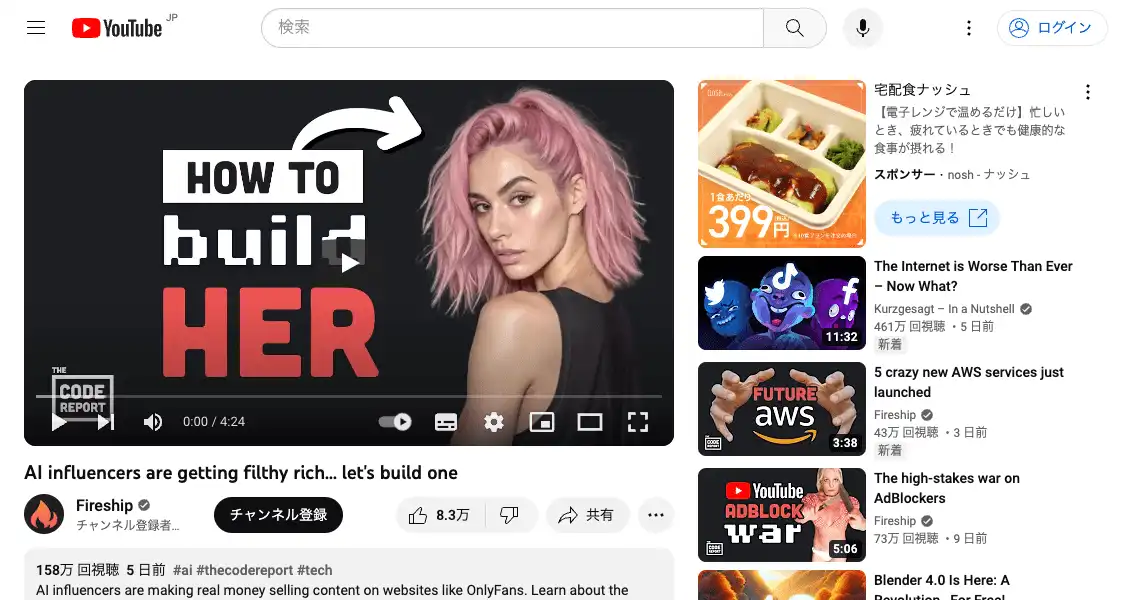 YouTube JP
検索
ログイン
HOW TO
build
HER
THE
CODE
REPORT
0:00 / 4:24
AI influencers are getting filthy rich... let's build one
Fireship
チャンネル登録者...
チャンネル登録
8.3万
共有
158万 回視聴 5 日前 #ai #thecodereport #tech
AI influencers are making real money selling content on websites like OnlyFans. Learn about the
1食あたり
399円
宅配食ナッシュ
【電子レンジで温めるだけ】忙しい
とき、疲れているときでも健康的な
食事が摂れる！
スポンサー・nosh - ナッシュ
もっと見る
11:32
The Internet is Worse Than Ever
– Now What?
Kurzgesagt – In a Nutshell
461万 回視聴 ・5 日前
新着
FUTURE
aws
CODE
REPORT
3:38
5 crazy new AWS services just
launched
Fireship
43万 回視聴 ・3 日前
新着
YouTube
ADBLOCK
war
CODE
REPORT
5:06
The high-stakes war on
AdBlockers
Fireship
73万 回視聴 ・9 日前
Blender 4.0 Is Here: A